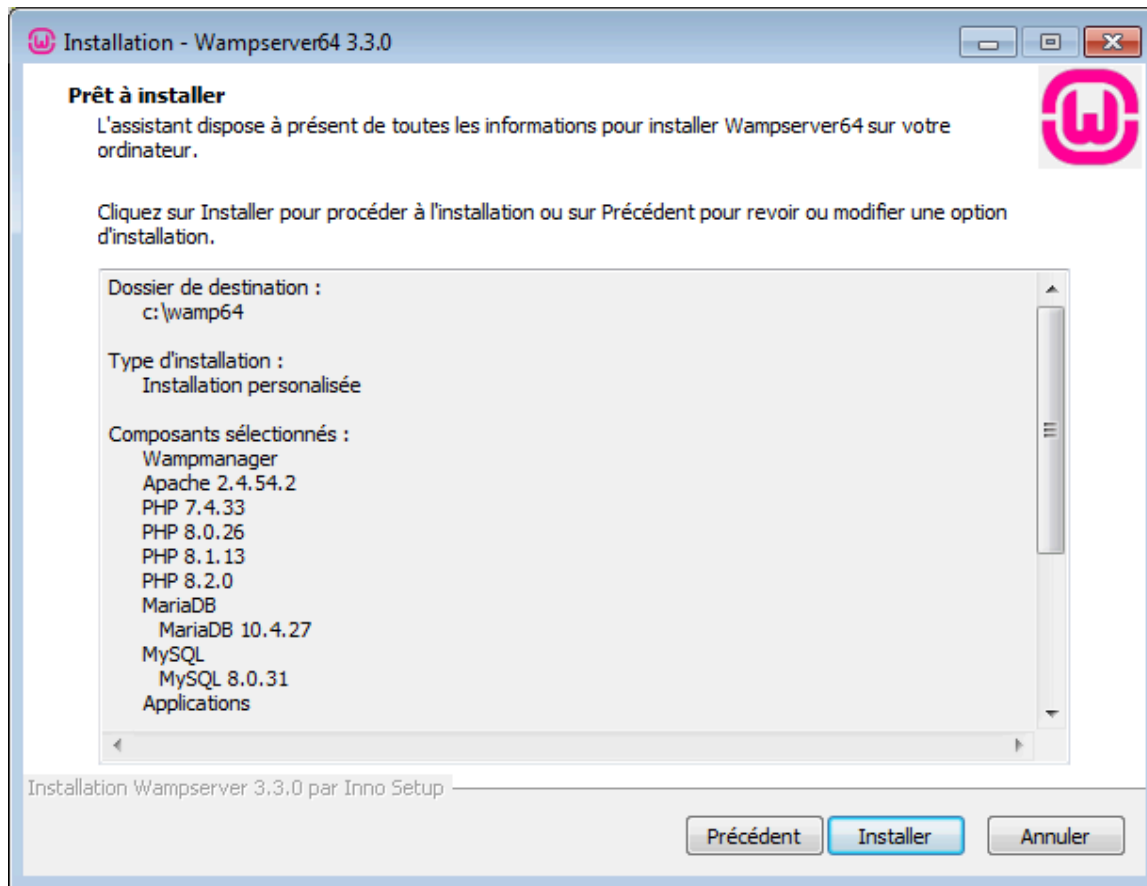 Installation - Wampserver64 3.3.0
Prêt à installer
L'assistant dispose à présent de toutes les informations pour installer Wampserver64 sur votre
ordinateur.
Cliquez sur Installer pour procéder à l'installation ou sur Précédent pour revoir ou modifier une option
d'installation.
Dossier de destination :
c:\wamp64
Type d'installation :
Installation personalisée
Composants sélectionnés :
Wampmanager
Apache 2.4.54.2
PHP 7.4.33
PHP 8.0.26
PHP 8.1.13
PHP 8.2.0
MariaDB
MariaDB 10.4.27
MySQL
MySQL 8.0.31
Applications
Installation Wampserver 3.3.0 par Inno Setup
Précédent Installer Annuler